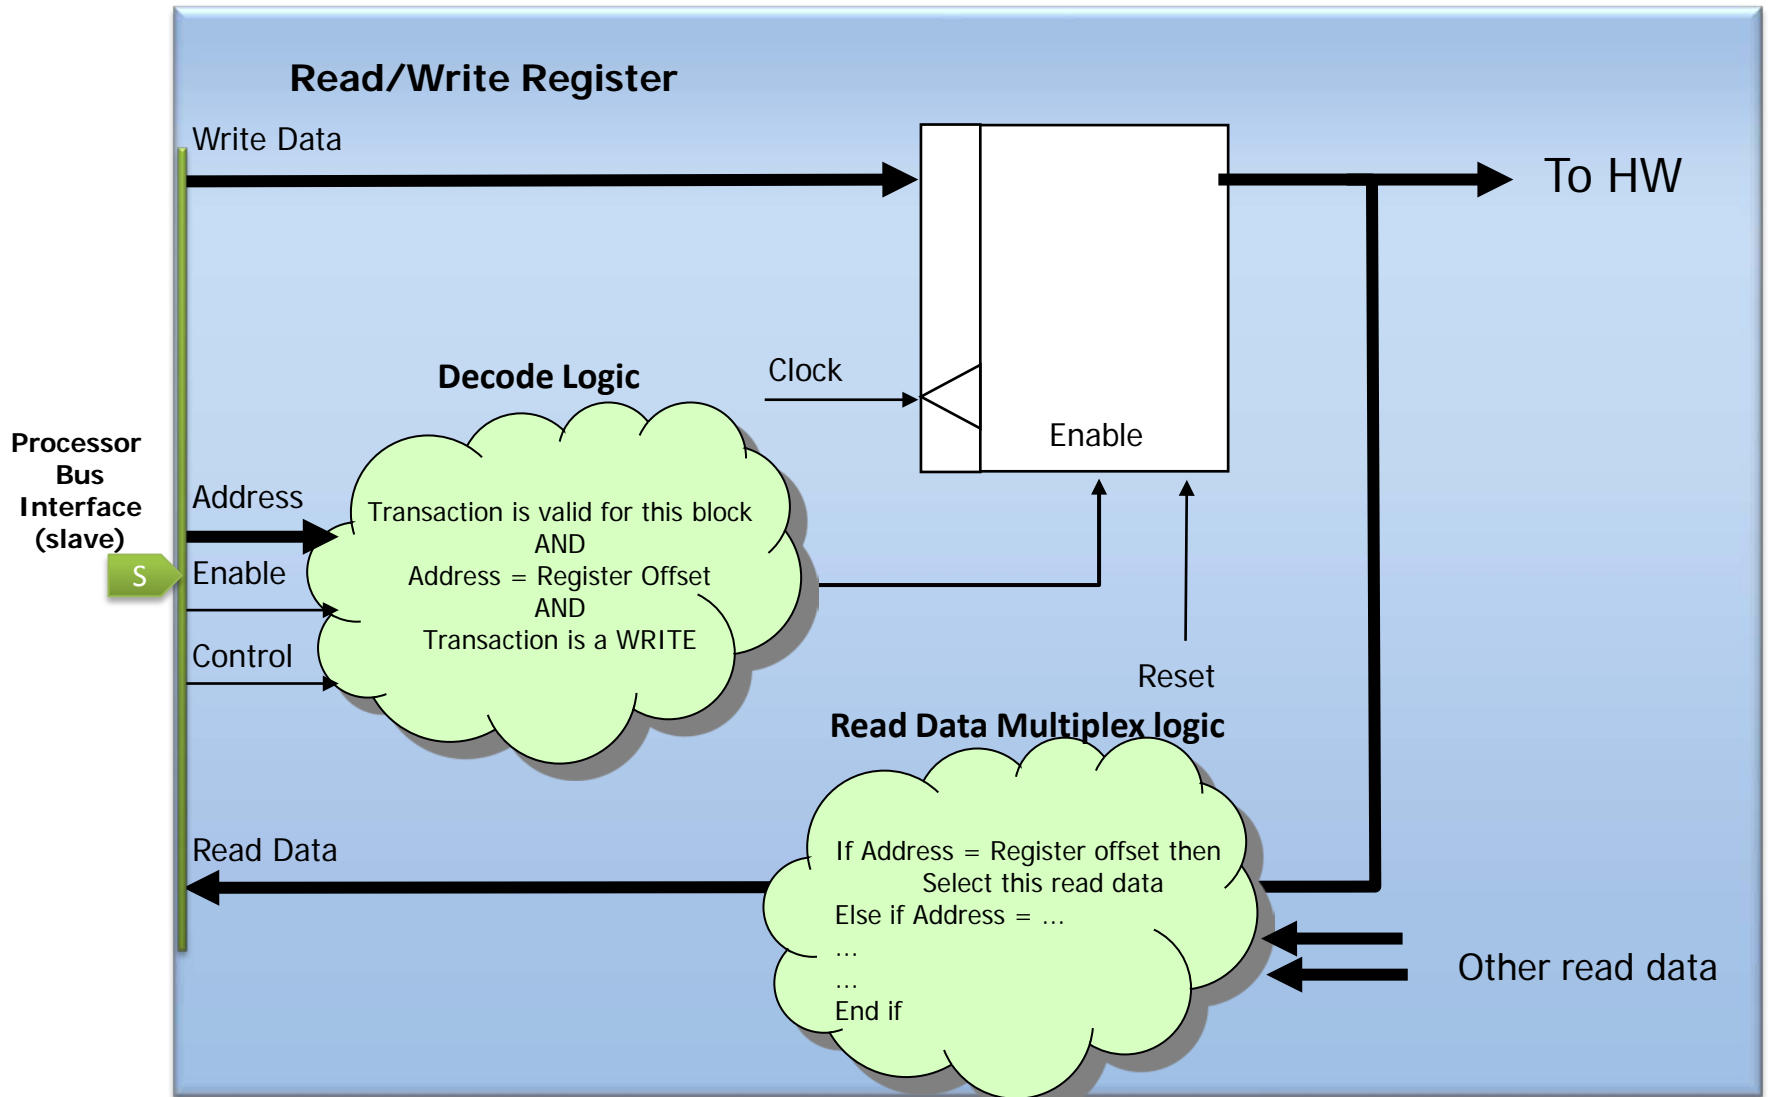 Read/Write Register
Write Data
To HW
Clock
Enable
Decode Logic
Processor
Bus
Interface
(slave)
S
Address
Enable
Control
Transaction is valid for this block
AND
Address = Register Offset
AND
Transaction is a WRITE
Reset
Read Data Multiplex logic
Read Data
If Address = Register offset then
Select this read data
Else if Address = ...
...
...
End if
Other read data